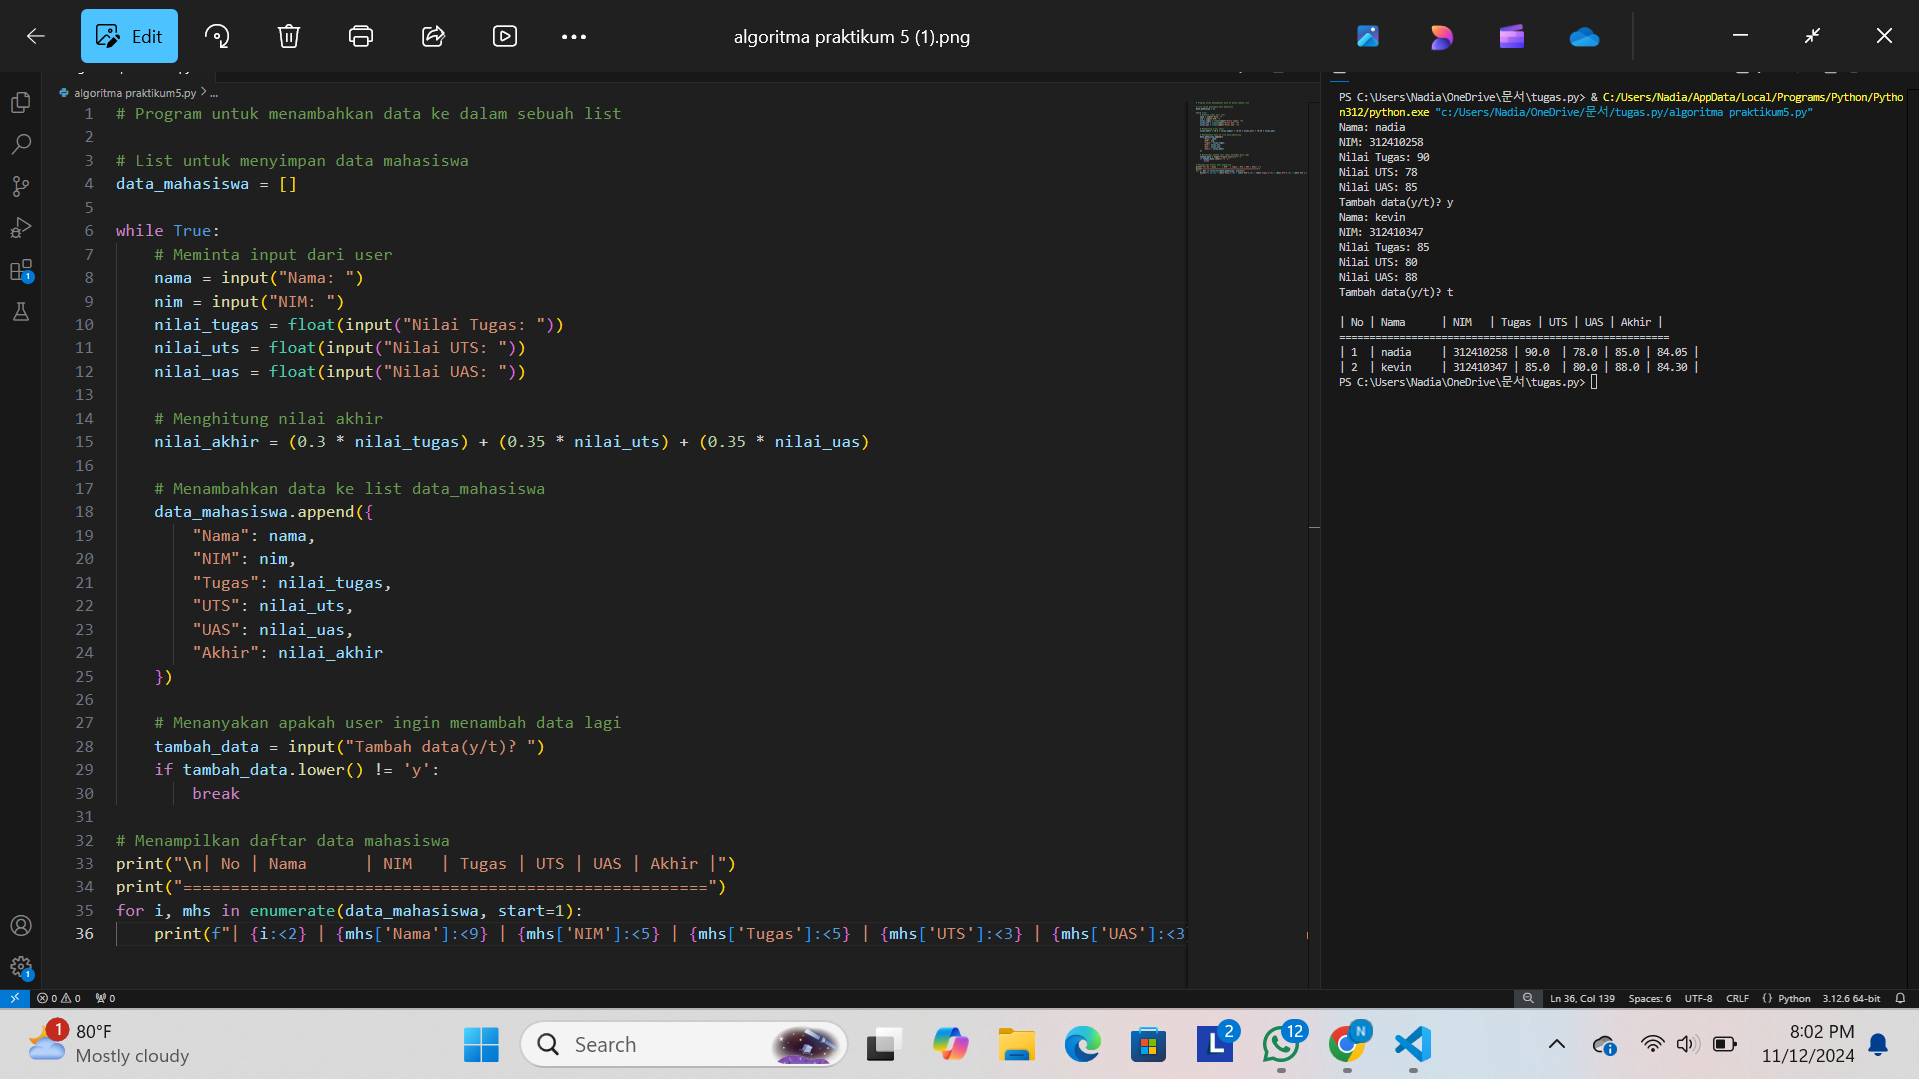 Edit
algoritma praktikum 5 (1).png
algoritma praktikum5.py > ...
1 # Program untuk menambahkan data ke dalam sebuah list
2
3 # List untuk menyimpan data mahasiswa
4 data_mahasiswa = []
5
6 while True:
7     # Meminta input dari user
8     nama = input("Nama: ")
9     nim = input("NIM: ")
10     nilai_tugas = float(input("Nilai Tugas: "))
11     nilai_uts = float(input("Nilai UTS: "))
12     nilai_uas = float(input("Nilai UAS: "))
13
14     # Menghitung nilai akhir
15     nilai_akhir = (0.3 * nilai_tugas) + (0.35 * nilai_uts) + (0.35 * nilai_uas)
16
17     # Menambahkan data ke list data_mahasiswa
18     data_mahasiswa.append({
19         "Nama": nama,
20         "NIM": nim,
21         "Tugas": nilai_tugas,
22         "UTS": nilai_uts,
23         "UAS": nilai_uas,
24         "Akhir": nilai_akhir
25     })
26
27     # Menanyakan apakah user ingin menambah data lagi
28     tambah_data = input("Tambah data(y/t)? ")
29     if tambah_data.lower() != 'y':
30         break
31
32 # Menampilkan daftar data mahasiswa
33 print("\n| No | Nama      | NIM   | Tugas | UTS | UAS | Akhir |")
34 print("=======================================================")
35 for i, mhs in enumerate(data_mahasiswa, start=1):
36     print(f"| {i:<2} | {mhs['Nama']:<9} | {mhs['NIM']:<5} | {mhs['Tugas']:<5} | {mhs['UTS']:<3} | {mhs['UAS']:<3
PS C:\Users\Nadia\OneDrive\문서\tugas.py> & C:/Users/Nadia/AppData/Local/Programs/Python/Pytho
n312/python.exe "c:/Users/Nadia/OneDrive/문서/tugas.py/algoritma praktikum5.py"
Nama: nadia
NIM: 312410258
Nilai Tugas: 90
Nilai UTS: 78
Nilai UAS: 85
Tambah data(y/t)? y
Nama: kevin
NIM: 312410347
Nilai Tugas: 85
Nilai UTS: 80
Nilai UAS: 88
Tambah data(y/t)? t
| No | Nama      | NIM   | Tugas | UTS | UAS | Akhir |
=======================================================
| 1  | nadia     | 312410258 | 90.0  | 78.0 | 85.0 | 84.05 |
| 2  | kevin     | 312410347 | 85.0  | 80.0 | 88.0 | 84.30 |
PS C:\Users\Nadia\OneDrive\문서\tugas.py>
1
1
0 0 0
Ln 36, Col 139 Spaces: 6 UTF-8 CRLF {} Python 3.12.6 64-bit
1
80°F
Mostly cloudy
Search
2
12
N
8:02 PM
11/12/2024